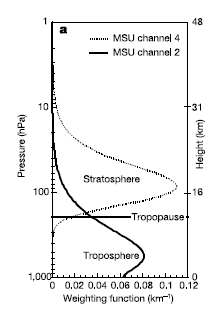 a
MSU channel 4
MSU channel 2
1
10
100
1,000
Pressure (hPa)
48
31
16
0
Height (km)
Stratosphere
Tropopause
Troposphere
0 0.02 0.04 0.06 0.08 0.1 0.12
Weighting function (km⁻¹)